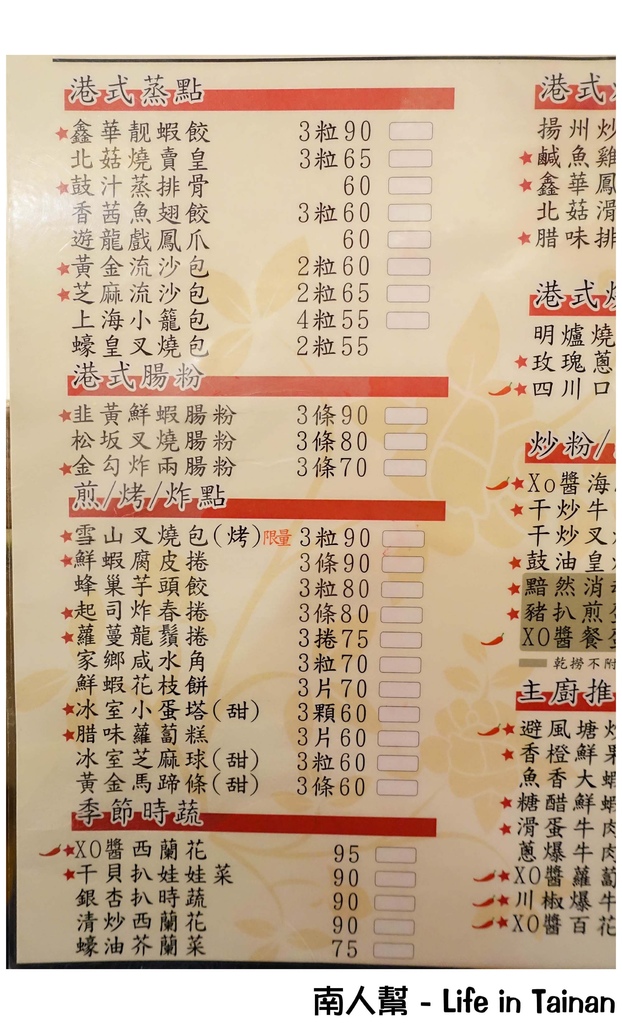 港式蒸點
★鑫華靚蝦餃 3粒90
北菇燒賣皇 3粒65
★鼓汁蒸排骨 60
香茜魚翅餃 3粒60
遊龍戲鳳爪 60
★黃金流沙包 2粒60
★芝麻流沙包 2粒65
上海小籠包 4粒55
蠔皇叉燒包 2粒55
港式腸粉
★韭黃鮮蝦腸粉 3條90
松坂叉燒腸粉 3條80
★金勾炸兩腸粉 3條70
煎/烤/炸點
★雪山叉燒包(烤)限量 3粒90
★鮮蝦腐皮捲 3條90
蜂巢芋頭餃 3粒80
★起司炸春捲 3條80
★蘿蔓龍鬚捲 3捲75
家鄉咸水角 3粒70
鮮蝦花枝餅 3片70
★冰室小蛋塔(甜) 3顆60
★腊味蘿蔔糕 3片60
冰室芝麻球(甜) 3粒60
黃金馬蹄條(甜) 3條60
季節時蔬
★XO醬西蘭花 95
★干貝扒娃娃菜 90
銀杏扒時蔬 90
清炒西蘭花 90
蠔油芥蘭菜 75
港式
揚州炒
★鹹魚雞
★鑫華鳳
北菇滑
★腊味排
港式燒
明爐燒
★玫瑰蔥
★四川口
炒粉/
★Xo醬海
★干炒牛
干炒叉
★鼓油皇
★黯然消
★豬扒煎
XO醬餐蛋
乾撈不附
主廚推
★避風塘炒
★香橙鮮果
魚香大蝦
★糖醋鮮蝦
★滑蛋牛肉
蔥爆牛肉
★XO醬蘿蔔
★川椒爆牛
★XO醬百花
南人幫 - Life in Tainan